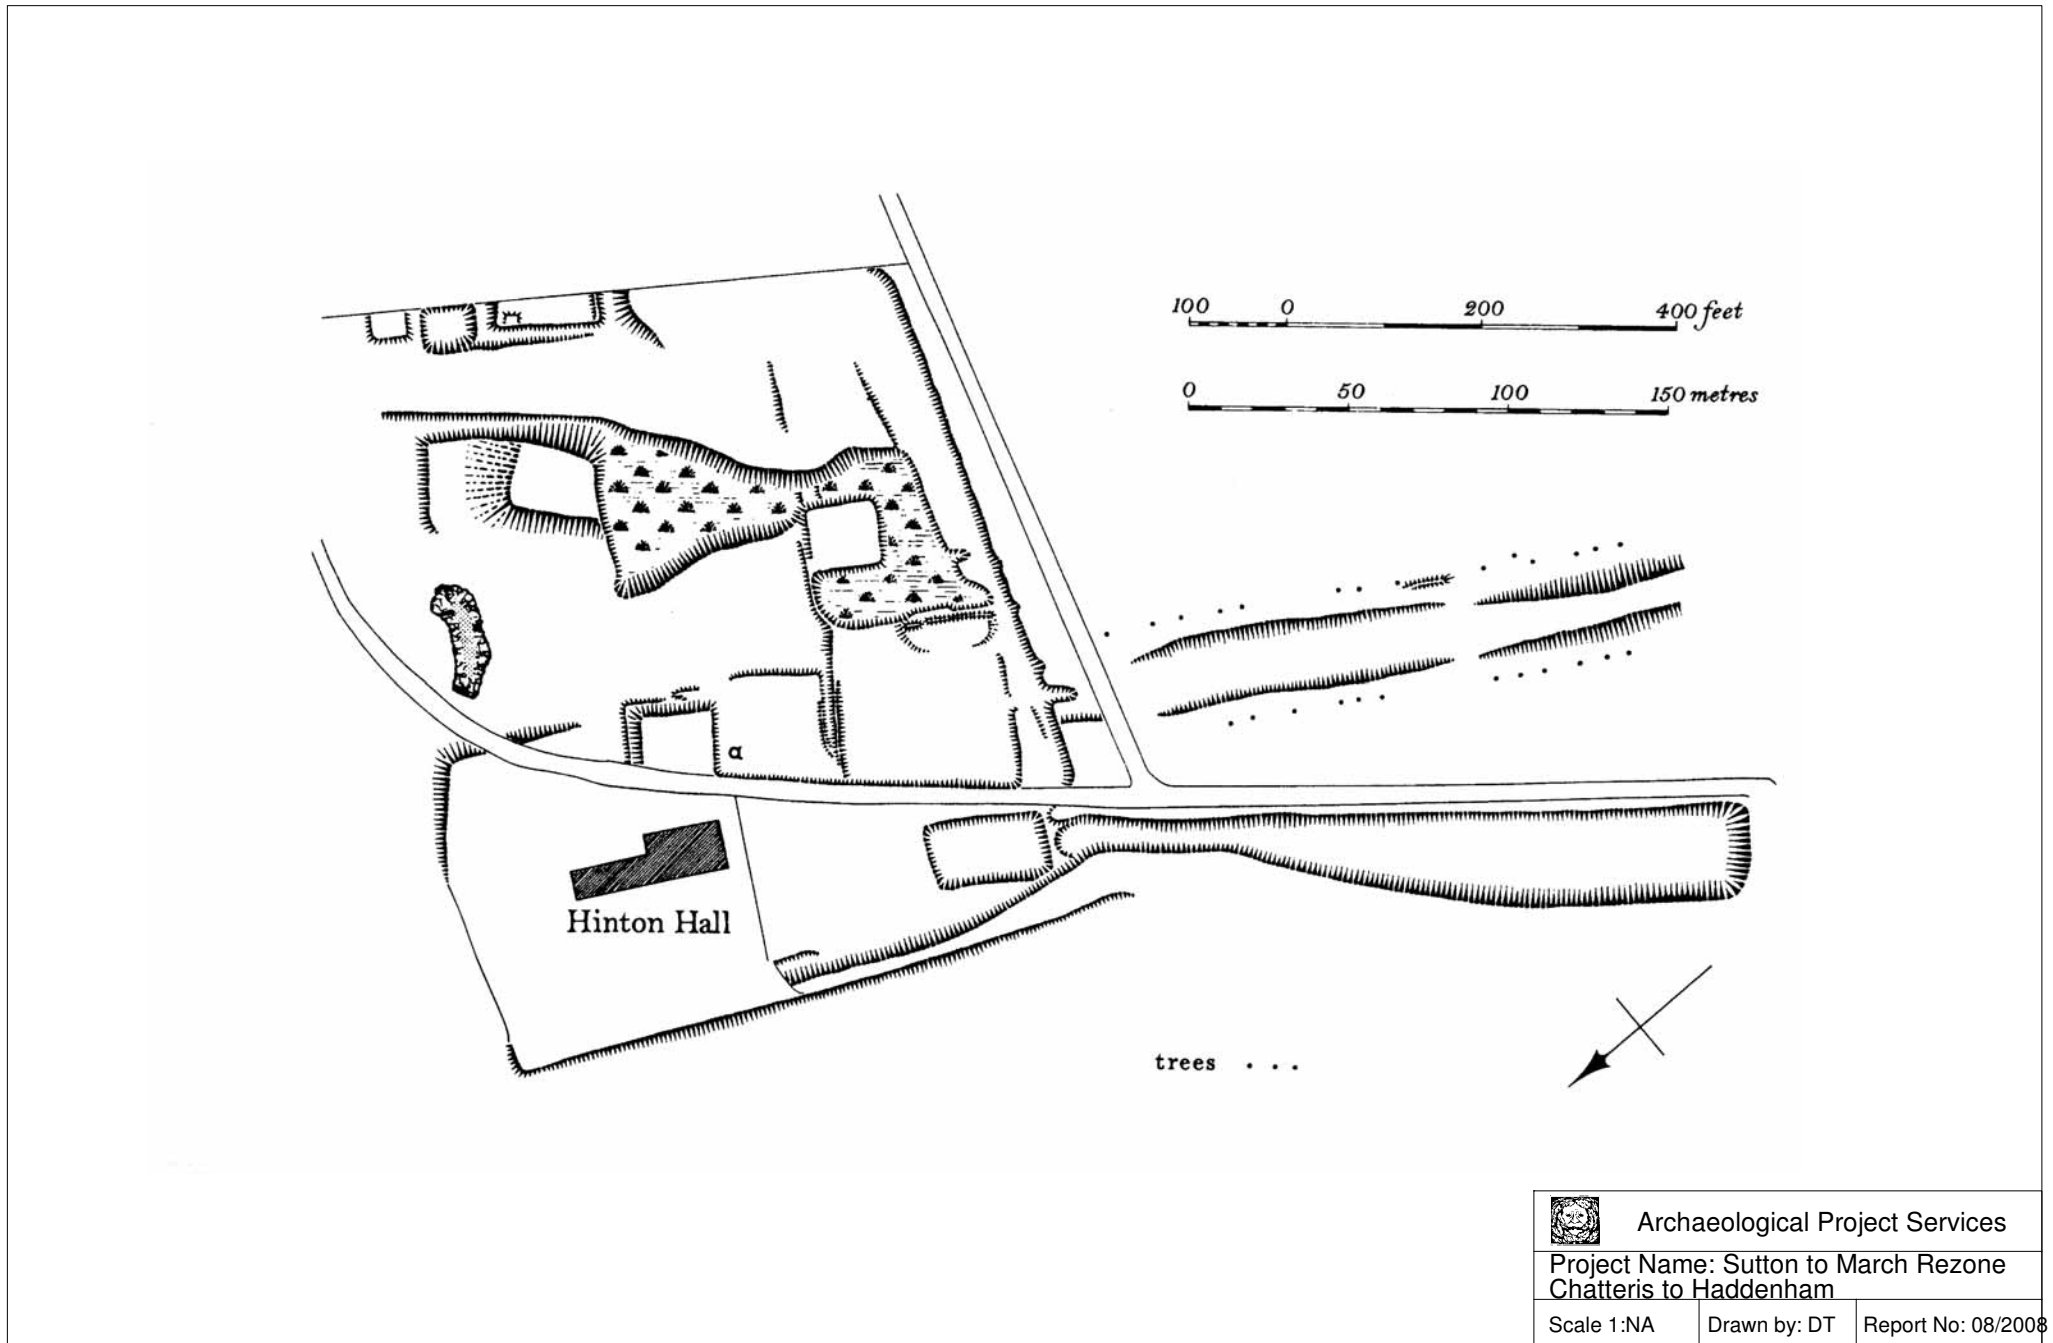 100 0 200 400 feet
0 50 100 150 metres
a
Hinton Hall
trees
Archaeological Project Services
Project Name: Sutton to March Rezone
Chatteris to Haddenham
Scale 1:NA
Drawn by: DT
Report No: 08/2008